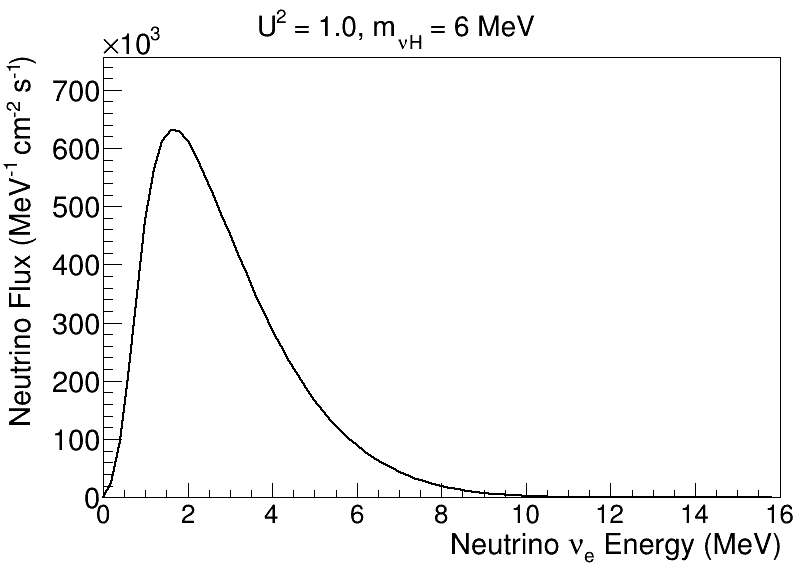 U² = 1.0, m_νH = 6 MeV
×10³
Neutrino Flux (MeV⁻¹ cm⁻² s⁻¹)
700
600
500
400
300
200
100
0
0 2 4 6 8 10 12 14 16
Neutrino νₑ Energy (MeV)